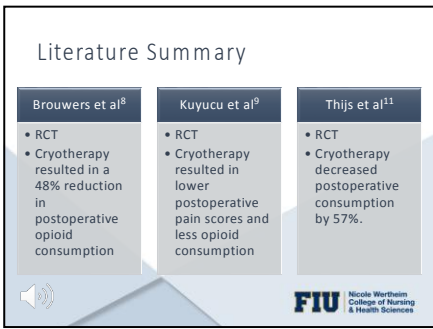 Literature Summary
Brouwers et al8
• RCT
• Cryotherapy
resulted in a
48% reduction
in
postoperative
opioid
consumption
Kuyucu et al9
• RCT
• Cryotherapy
resulted in
lower
postoperative
pain scores and
less opioid
consumption
Thijs et al11
• RCT
• Cryotherapy
decreased
postoperative
consumption
by 57%.
FIU
Nicole Wertheim
College of Nursing
& Health Sciences